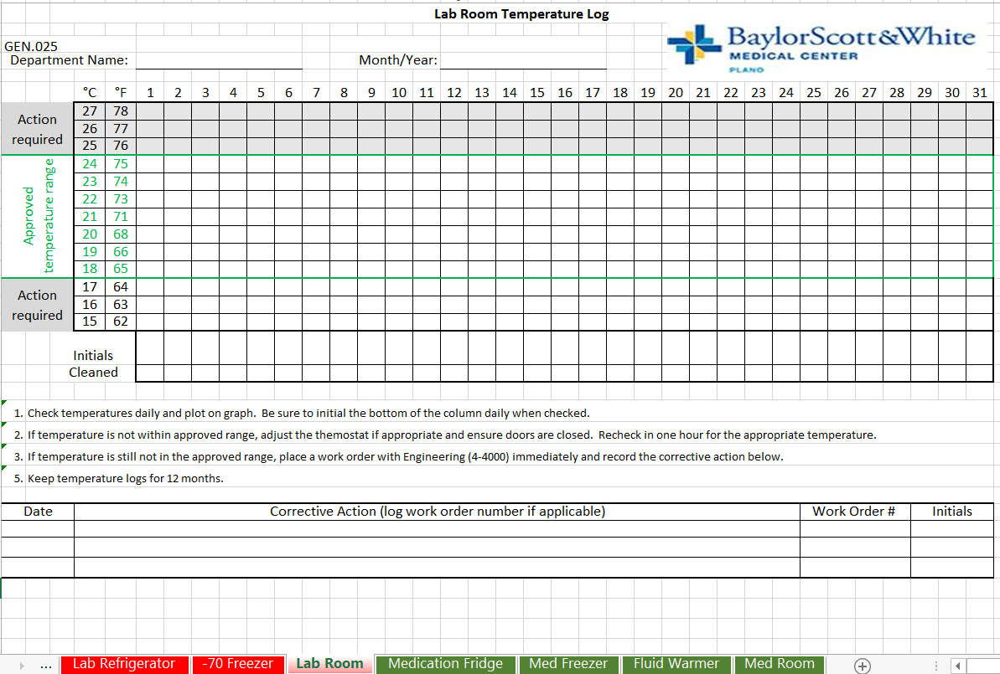 Lab Room Temperature Log
BaylorScott&White
MEDICAL CENTER
PLANO
GEN.025
Department Name:
Month/Year:
°C °F 1 2 3 4 5 6 7 8 9 10 11 12 13 14 15 16 17 18 19 20 21 22 23 24 25 26 27 28 29 30 31
Action required
27 78
26 77
25 76
Approved temperature range
24 75
23 74
22 73
21 71
20 68
19 66
18 65
Action required
17 64
16 63
15 62
Initials
Cleaned
1. Check temperatures daily and plot on graph. Be sure to initial the bottom of the column daily when checked.
2. If temperature is not within approved range, adjust the themostat if appropriate and ensure doors are closed. Recheck in one hour for the appropriate temperature.
3. If temperature is still not in the approved range, place a work order with Engineering (4-4000) immediately and record the corrective action below.
5. Keep temperature logs for 12 months.
Date Corrective Action (log work order number if applicable) Work Order # Initials
... Lab Refrigerator -70 Freezer Lab Room Medication Fridge Med Freezer Fluid Warmer Med Room